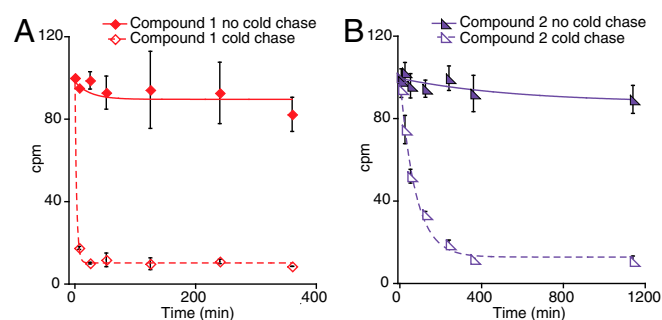 A
Compound 1 no cold chase
Compound 1 cold chase
120
80
40
0
cpm
0
200
400
Time (min)
B
Compound 2 no cold chase
Compound 2 cold chase
120
80
40
0
cpm
0
400
800
1200
Time (min)